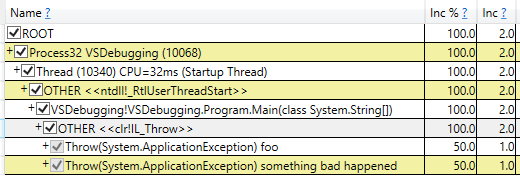 Name ? Inc % ? Inc ?
ROOT 100.0 2.0
+ Process32 VSDebugging (10068) 100.0 2.0
+ Thread (10340) CPU=32ms (Startup Thread) 100.0 2.0
+ OTHER <<ntdll!_RtlUserThreadStart>> 100.0 2.0
+ VSDebugging!VSDebugging.Program.Main(class System.String[]) 100.0 2.0
+ OTHER <<clr!IL_Throw>> 100.0 2.0
+ Throw(System.ApplicationException) foo 50.0 1.0
+ Throw(System.ApplicationException) something bad happened 50.0 1.0